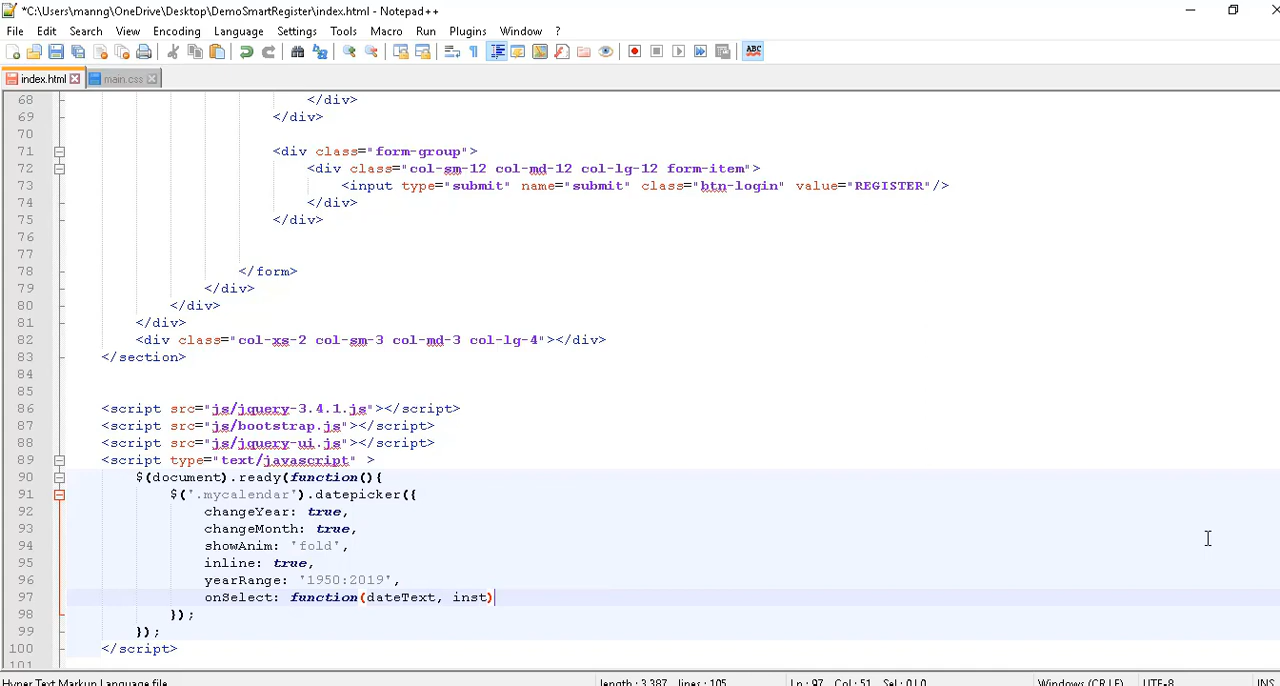 *C:\Users\manng\OneDrive\Desktop\DemoSmartRegister\index.html - Notepad++
File Edit Search View Encoding Language Settings Tools Macro Run Plugins Window ?
ABC
index.html main.css
68 </div>
69 </div>
70
71 <div class="form-group">
72 <div class="col-sm-12 col-md-12 col-lg-12 form-item">
73 <input type="submit" name="submit" class="btn-login" value="REGISTER"/>
74 </div>
75 </div>
76
77
78 </form>
79 </div>
80 </div>
81 </div>
82 <div class="col-xs-2 col-sm-3 col-md-3 col-lg-4"></div>
83 </section>
84
85
86 <script src="js/jquery-3.4.1.js"></script>
87 <script src="js/bootstrap.js"></script>
88 <script src="js/jquery-ui.js"></script>
89 <script type="text/javascript" >
90 $(document).ready(function(){
91 $('.mycalendar').datepicker({
92 changeYear: true,
93 changeMonth: true,
94 showAnim: 'fold',
95 inline: true,
96 yearRange: '1950:2019',
97 onSelect: function(dateText, inst)
98 });
99 });
100 </script>
101
Hyper Text Markup Language file length : 3,387 lines : 105 Ln : 97 Col : 51 Sel : 0 | 0 Windows (CR LF) UTF-8 INS